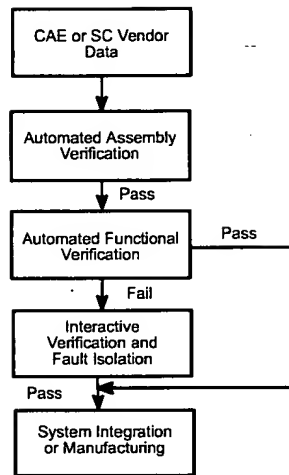 CAE or SC Vendor
Data
Automated Assembly
Verification
Pass
Automated Functional
Verification
Pass
Fail
Interactive
Verification and
Fault Isolation
Pass
System Integration
or Manufacturing